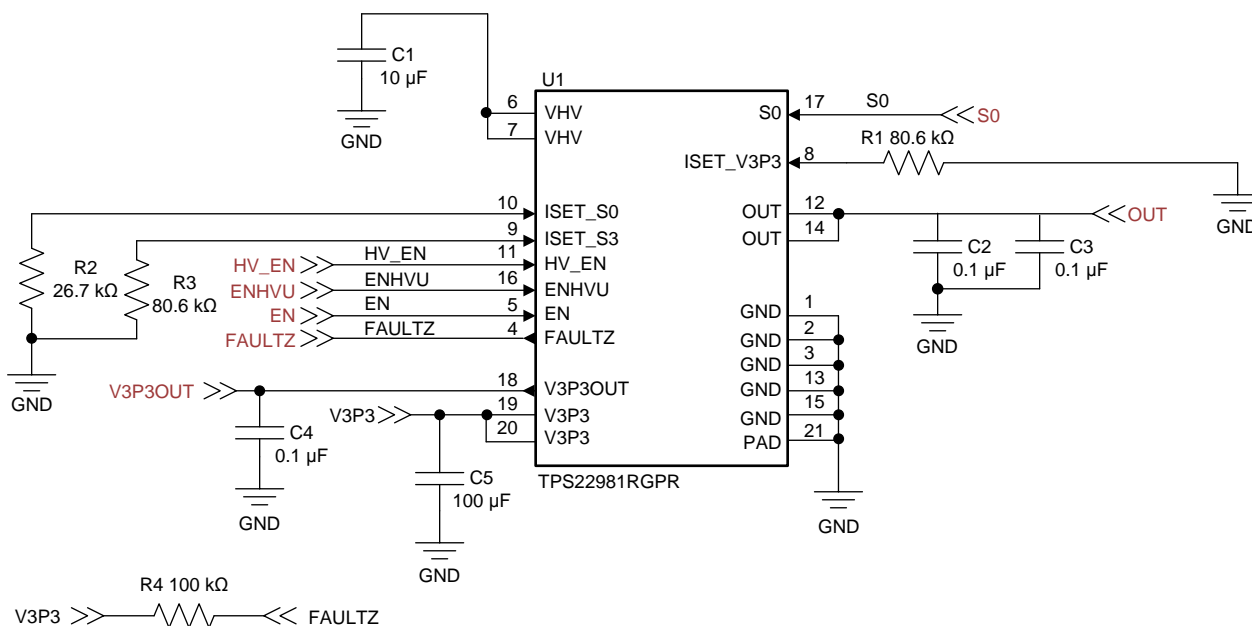 C1
10 µF
GND
U1
6 VHV
7 VHV
S0 17 S0 S0
R1 80.6 kΩ
ISET_V3P3 8
GND
10 ISET_S0
9 ISET_S3
HV_EN HV_EN 11 HV_EN
ENHVU ENHVU 16 ENHVU
EN EN 5 EN
FAULTZ FAULTZ 4 FAULTZ
R2
26.7 kΩ
R3
80.6 kΩ
GND
OUT 12 OUT
OUT 14
C2
0.1 µF
C3
0.1 µF
GND
GND 1
GND 2
GND 3
GND 13
GND 15
PAD 21
GND
V3P3OUT 18 V3P3OUT
V3P3 19 V3P3
20 V3P3
C4
0.1 µF
GND
C5
100 µF
GND
TPS22981RGPR
R4 100 kΩ
V3P3 FAULTZ